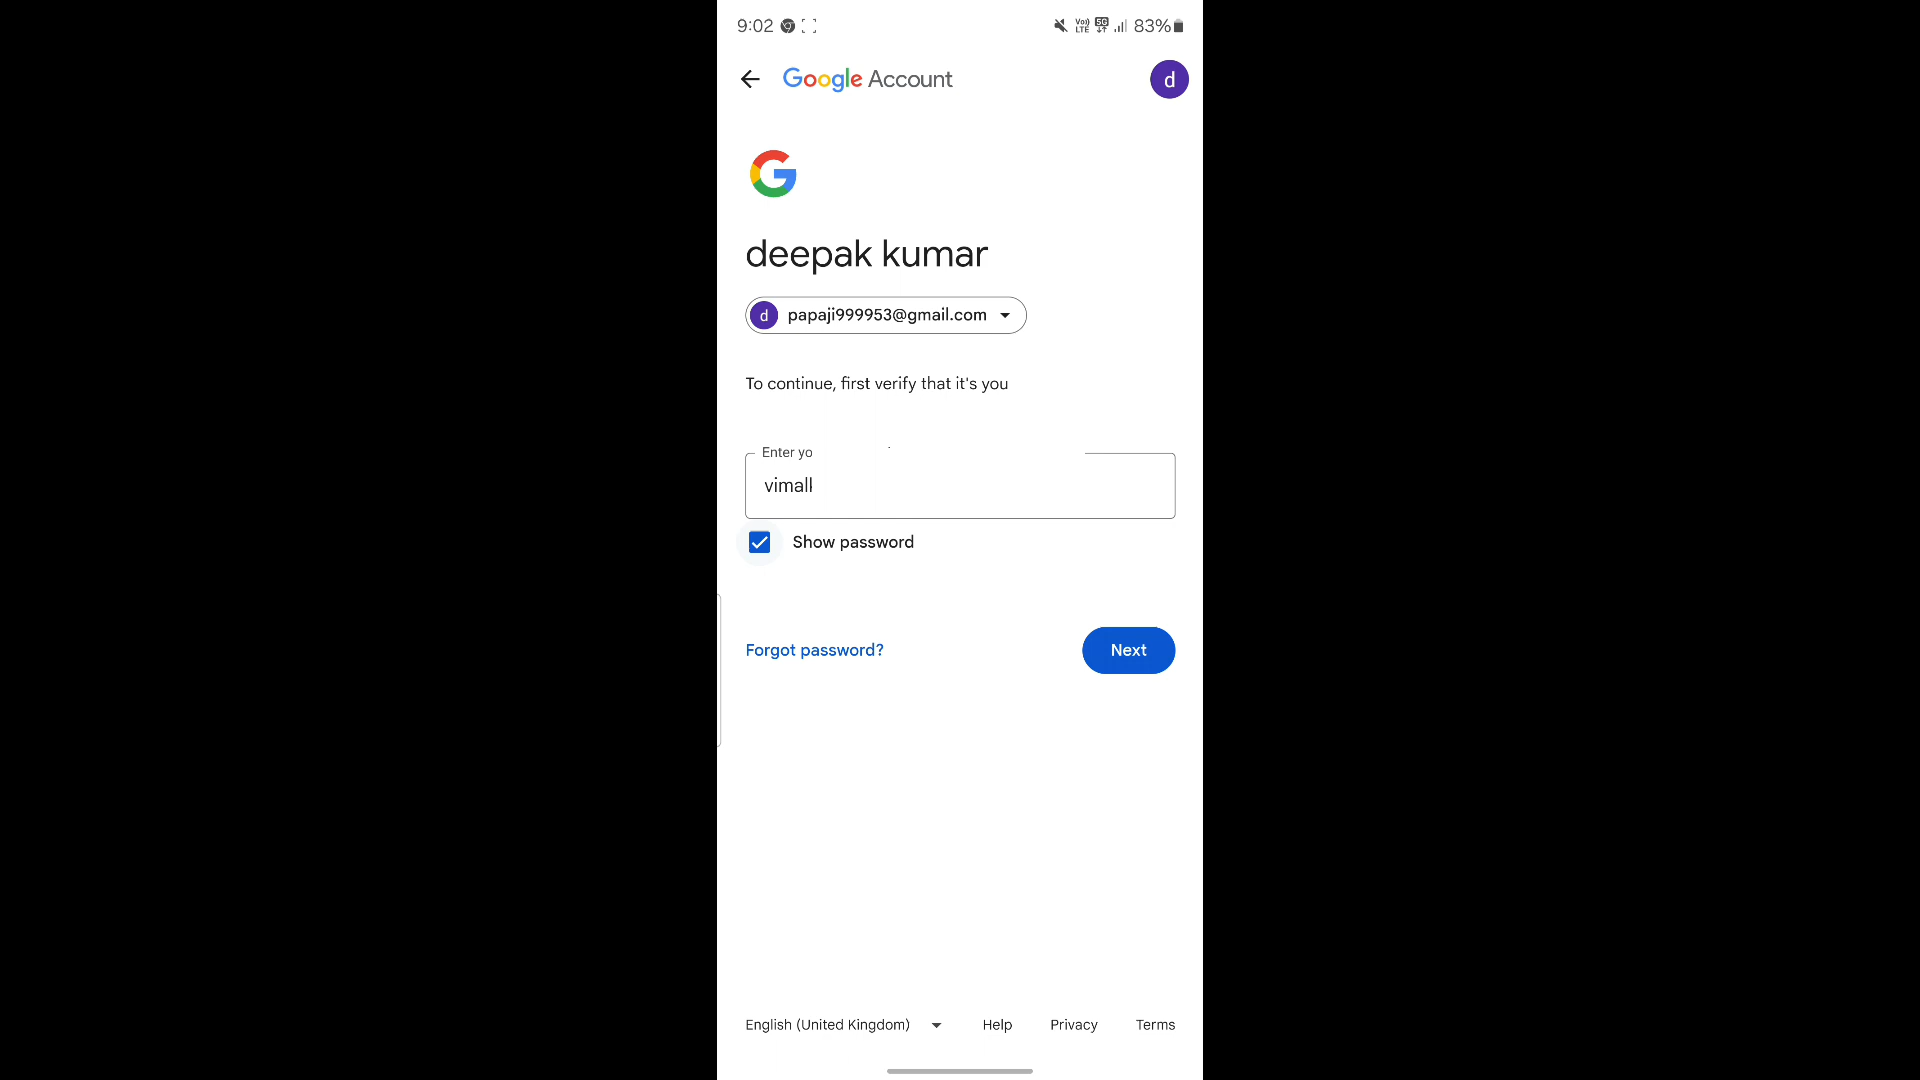 9:02 83%
Google Account d
deepak kumar
d papaji999953@gmail.com
To continue, first verify that it's you
Enter yo
vimall
Show password
Forgot password? Next
English (United Kingdom) Help Privacy Terms